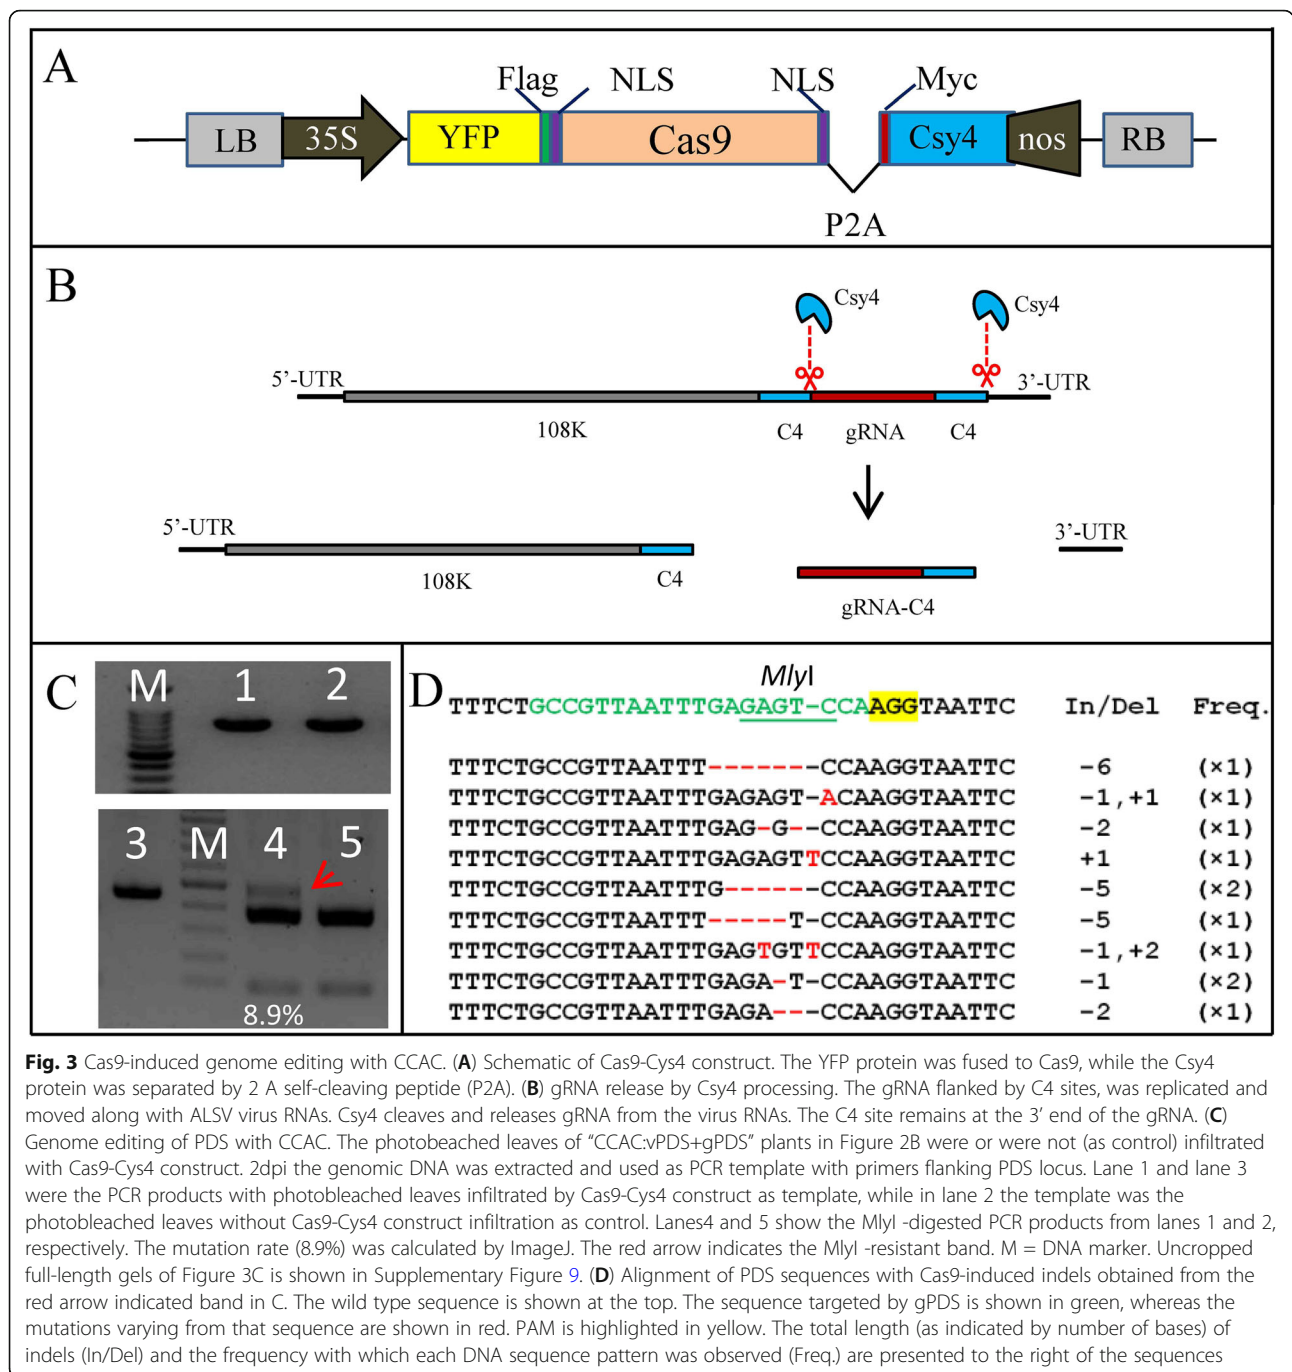 A
Flag NLS NLS Myc
LB 35S YFP Cas9 Csy4 nos RB
P2A
B
Csy4 Csy4
5'-UTR 3'-UTR
108K C4 gRNA C4
5'-UTR 3'-UTR
108K C4
gRNA-C4
C
M 1 2
3 M 4 5
8.9%
D
MlyI
TTTCTGCCGTTAATTTGAGAGT-CCAAGGTAATTC In/Del Freq.
TTTCTGCCGTTAATTT-------CCAAGGTAATTC -6 (×1)
TTTCTGCCGTTAATTTGAGAGT-ACAAGGTAATTC -1,+1 (×1)
TTTCTGCCGTTAATTTGAG-G--CCAAGGTAATTC -2 (×1)
TTTCTGCCGTTAATTTGAGAGTTCCAAGGTAATTC +1 (×1)
TTTCTGCCGTTAATTTG------CCAAGGTAATTC -5 (×2)
TTTCTGCCGTTAATTT-----T-CCAAGGTAATTC -5 (×1)
TTTCTGCCGTTAATTTGAGTGTTCCAAGGTAATTC -1,+2 (×1)
TTTCTGCCGTTAATTTGAGA-T-CCAAGGTAATTC -1 (×2)
TTTCTGCCGTTAATTTGAGA---CCAAGGTAATTC -2 (×1)
Fig. 3 Cas9-induced genome editing with CCAC. (A) Schematic of Cas9-Cys4 construct. The YFP protein was fused to Cas9, while the Csy4
protein was separated by 2 A self-cleaving peptide (P2A). (B) gRNA release by Csy4 processing. The gRNA flanked by C4 sites, was replicated and
moved along with ALSV virus RNAs. Csy4 cleaves and releases gRNA from the virus RNAs. The C4 site remains at the 3' end of the gRNA. (C)
Genome editing of PDS with CCAC. The photobeached leaves of "CCAC:vPDS+gPDS" plants in Figure 2B were or were not (as control) infiltrated
with Cas9-Cys4 construct. 2dpi the genomic DNA was extracted and used as PCR template with primers flanking PDS locus. Lane 1 and lane 3
were the PCR products with photobleached leaves infiltrated by Cas9-Cys4 construct as template, while in lane 2 the template was the
photobleached leaves without Cas9-Cys4 construct infiltration as control. Lanes4 and 5 show the MlyI -digested PCR products from lanes 1 and 2,
respectively. The mutation rate (8.9%) was calculated by ImageJ. The red arrow indicates the MlyI -resistant band. M = DNA marker. Uncropped
full-length gels of Figure 3C is shown in Supplementary Figure 9. (D) Alignment of PDS sequences with Cas9-induced indels obtained from the
red arrow indicated band in C. The wild type sequence is shown at the top. The sequence targeted by gPDS is shown in green, whereas the
mutations varying from that sequence are shown in red. PAM is highlighted in yellow. The total length (as indicated by number of bases) of
indels (In/Del) and the frequency with which each DNA sequence pattern was observed (Freq.) are presented to the right of the sequences